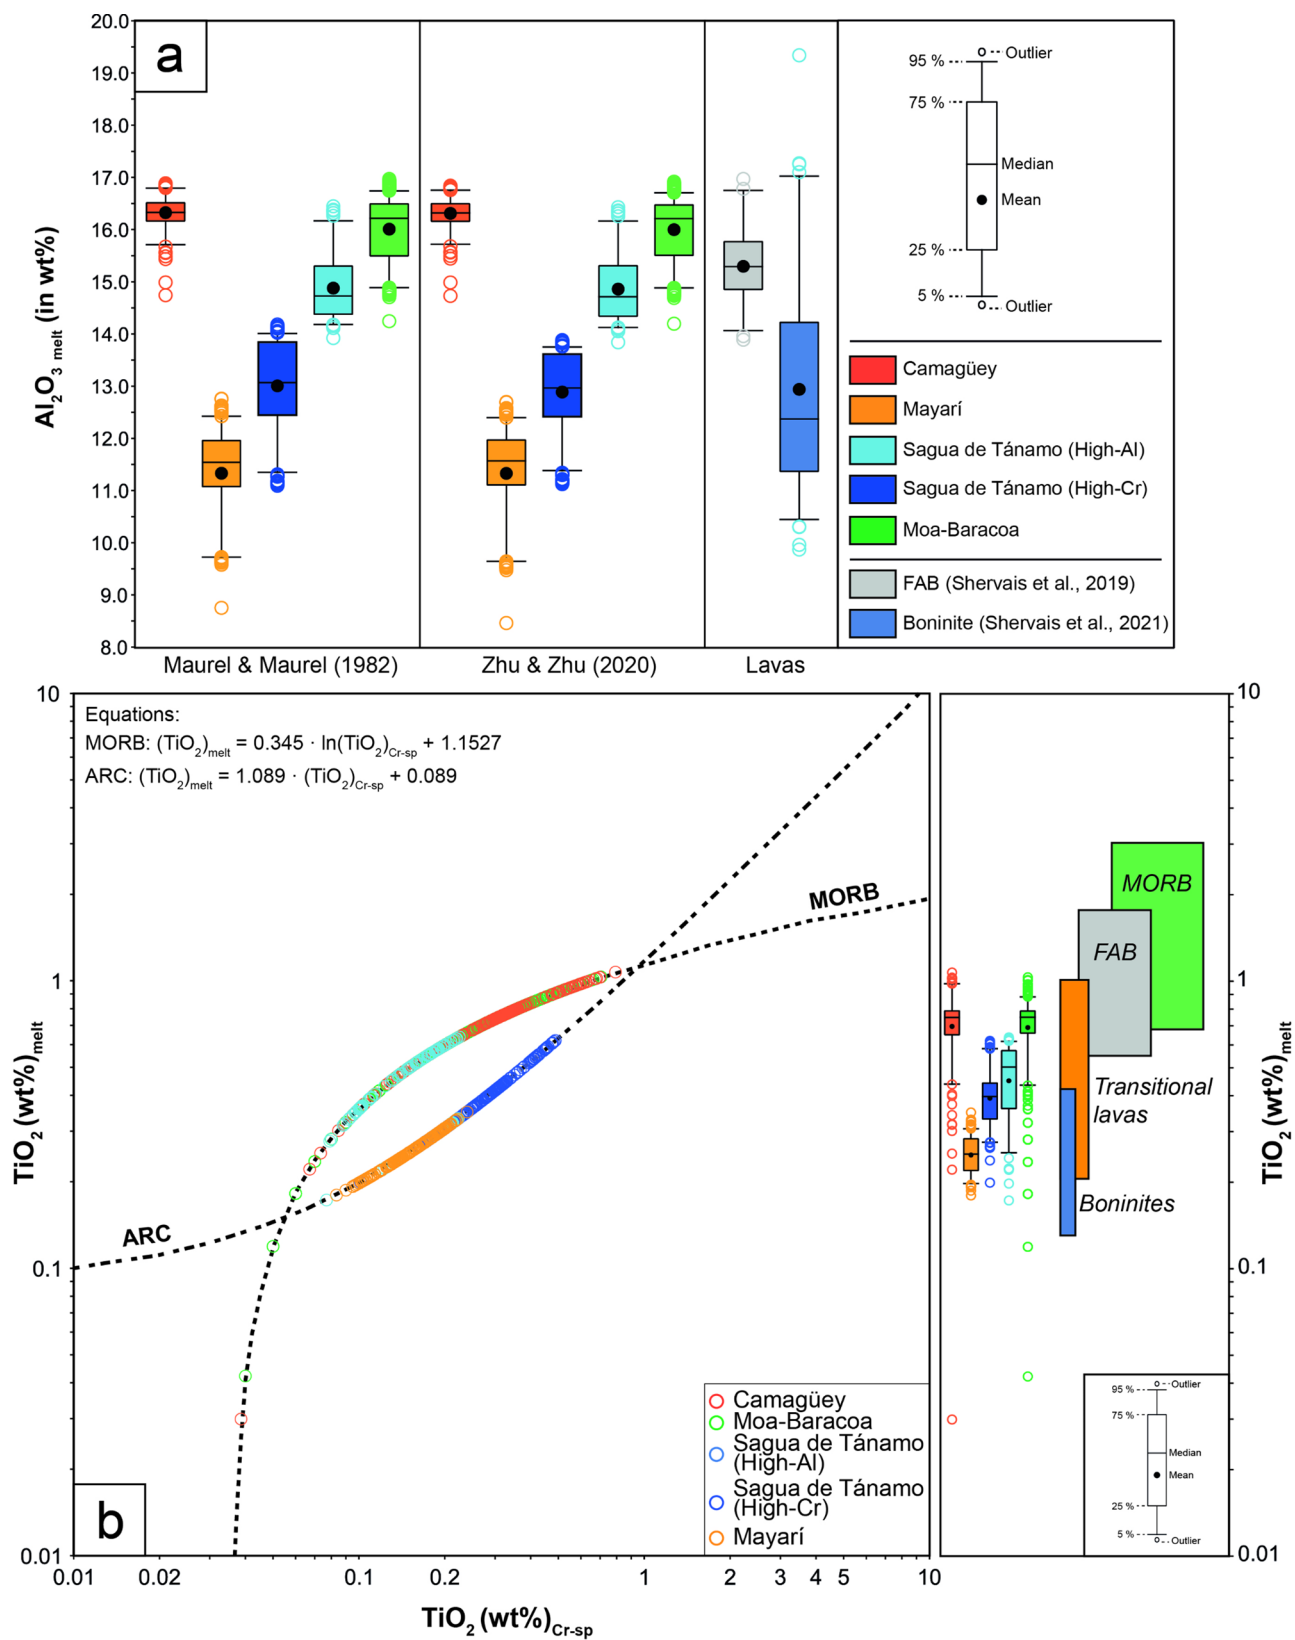 a
20.0
19.0
18.0
17.0
16.0
15.0
14.0
13.0
12.0
11.0
10.0
9.0
8.0
Al2O3 melt (in wt%)
Maurel & Maurel (1982)
Zhu & Zhu (2020)
Lavas
Outlier
95 %
75 %
Median
Mean
25 %
5 %
Outlier
Camagüey
Mayarí
Sagua de Tánamo (High-Al)
Sagua de Tánamo (High-Cr)
Moa-Baracoa
FAB (Shervais et al., 2019)
Boninite (Shervais et al., 2021)
10
1
0.1
0.01
TiO2 (wt%)melt
Equations:
MORB: (TiO2)melt = 0.345 · ln(TiO2)Cr-sp + 1.1527
ARC: (TiO2)melt = 1.089 · (TiO2)Cr-sp + 0.089
MORB
ARC
b
Camagüey
Moa-Baracoa
Sagua de Tánamo
(High-Al)
Sagua de Tánamo
(High-Cr)
Mayarí
0.01
0.02
0.1
0.2
1
2
3
4
5
10
TiO2 (wt%)Cr-sp
MORB
FAB
Transitional
lavas
Boninites
Outlier
95 %
75 %
Median
Mean
25 %
5 %
Outlier
10
1
0.1
0.01
TiO2 (wt%)melt